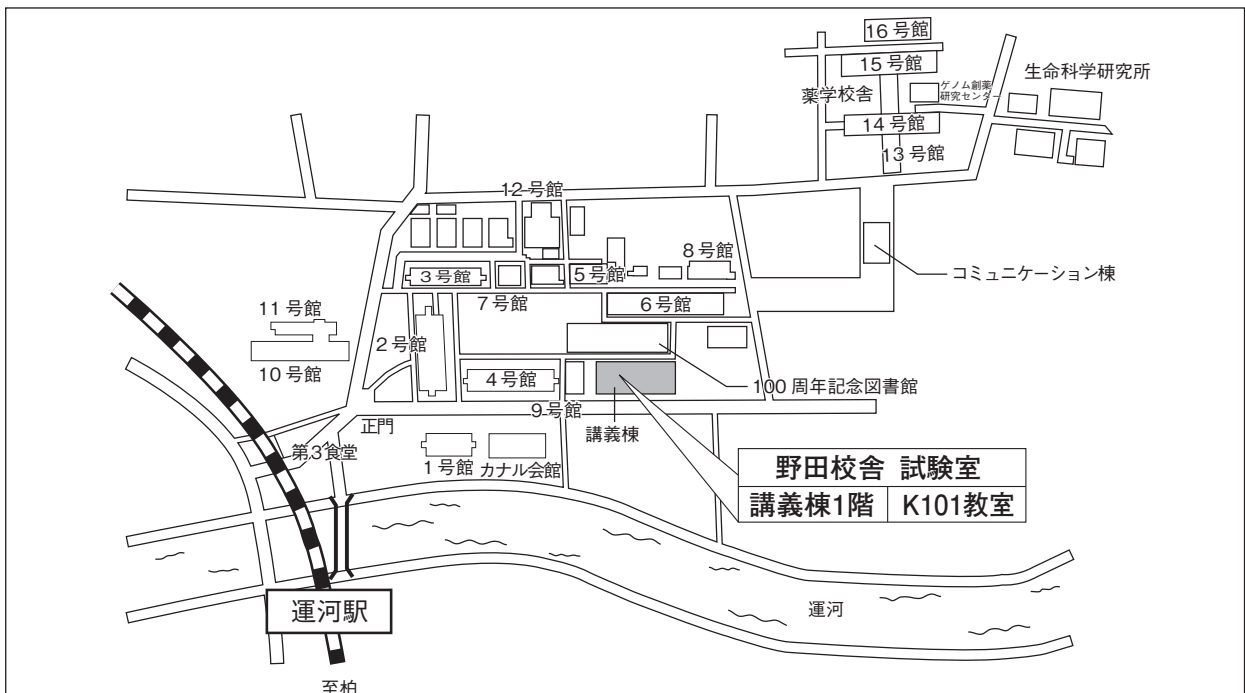 16号館
15号館
生命科学研究所
薬学校舎
ゲノム創薬
研究センター
14号館
13号館
12号館
8号館
3号館
5号館
コミュニケーション棟
7号館
6号館
11号館
2号館
10号館
4号館
100周年記念図書館
9号館
正門
講義棟
第3食堂
1号館
カナル会館
野田校舎 試験室
講義棟1階
K101教室
運河駅
運河
至柏